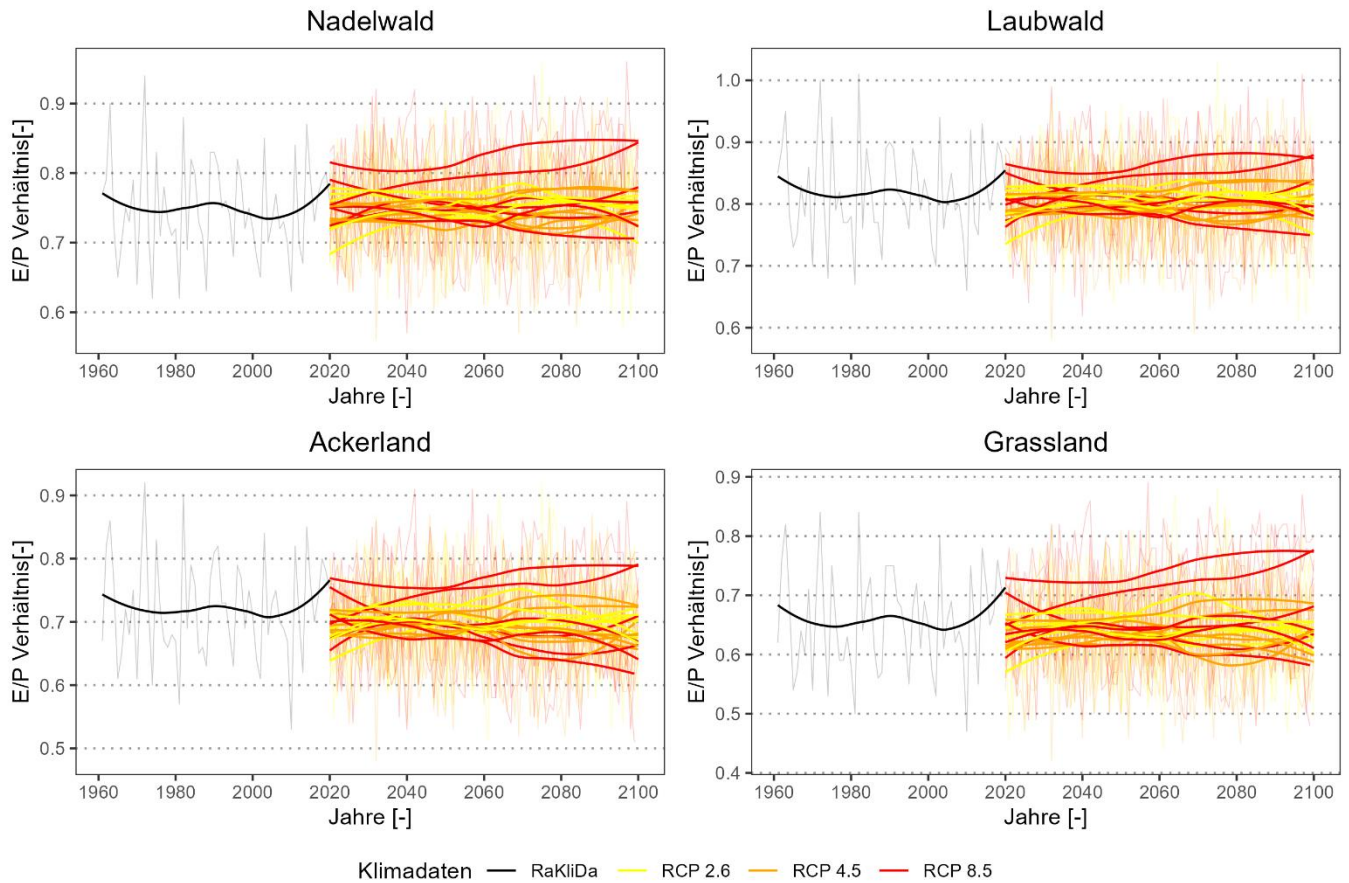 Nadelwald
Laubwald
E/P Verhältnis[-]
0.9
0.8
0.7
0.6
1960 1980 2000 2020 2040 2060 2080 2100
Jahre [-]
E/P Verhältnis[-]
1.0
0.9
0.8
0.7
0.6
1960 1980 2000 2020 2040 2060 2080 2100
Jahre [-]
Ackerland
Grassland
E/P Verhältnis[-]
0.9
0.8
0.7
0.6
0.5
1960 1980 2000 2020 2040 2060 2080 2100
Jahre [-]
E/P Verhältnis[-]
0.9
0.8
0.7
0.6
0.5
0.4
1960 1980 2000 2020 2040 2060 2080 2100
Jahre [-]
Klimadaten RaKliDa RCP 2.6 RCP 4.5 RCP 8.5